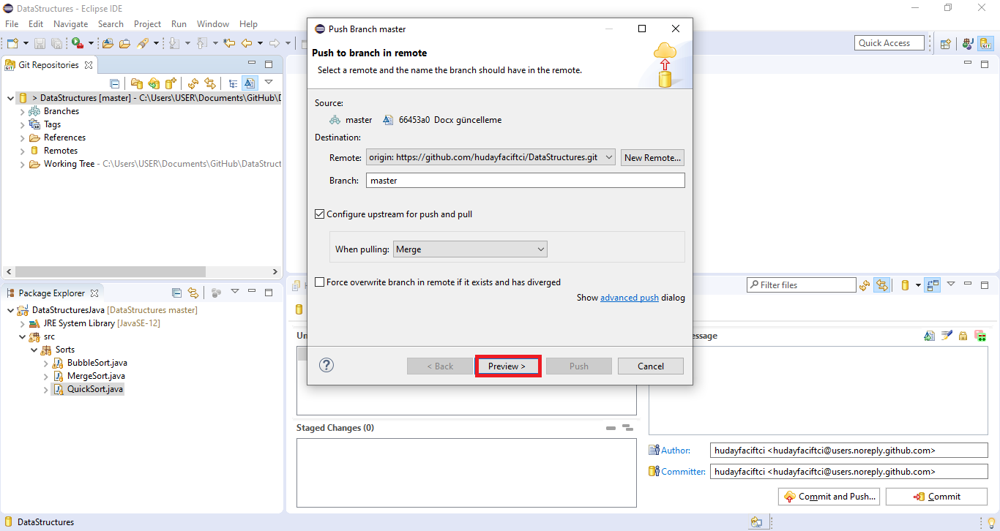 DataStructures - Eclipse IDE
File Edit Navigate Search Project Run Window Help
Quick Access
Git Repositories
> DataStructures [master] - C:\Users\USER\Documents\GitHub\D
Branches
Tags
References
Remotes
Working Tree - C:\Users\USER\Documents\GitHub\DataStruct
Package Explorer
DataStructuresJava [DataStructures master]
JRE System Library [JavaSE-12]
src
Sorts
BubbleSort.java
MergeSort.java
QuickSort.java
Push Branch master
Push to branch in remote
Select a remote and the name the branch should have in the remote.
Source:
master 66453a0 Docx güncelleme
Destination:
Remote: origin: https://github.com/hudayfaciftci/DataStructures.git New Remote...
Branch: master
Configure upstream for push and pull
When pulling: Merge
Force overwrite branch in remote if it exists and has diverged
Show advanced push dialog
< Back Preview > Push Cancel
Filter files
Un
essage
Staged Changes (0)
Author: hudayfaciftci <hudayfaciftci@users.noreply.github.com>
Committer: hudayfaciftci <hudayfaciftci@users.noreply.github.com>
Commit and Push... Commit
DataStructures